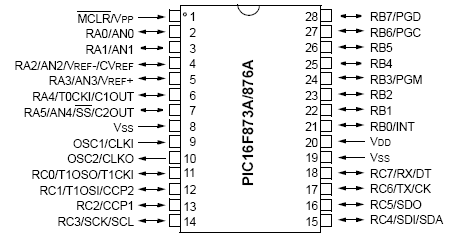 MCLR/VPP
RA0/AN0
RA1/AN1
RA2/AN2/VREF-/CVREF
RA3/AN3/VREF+
RA4/T0CKI/C1OUT
RA5/AN4/SS/C2OUT
VSS
OSC1/CLKI
OSC2/CLKO
RC0/T1OSO/T1CKI
RC1/T1OSI/CCP2
RC2/CCP1
RC3/SCK/SCL
1
2
3
4
5
6
7
8
9
10
11
12
13
14
PIC16F873A/876A
28
27
26
25
24
23
22
21
20
19
18
17
16
15
RB7/PGD
RB6/PGC
RB5
RB4
RB3/PGM
RB2
RB1
RB0/INT
VDD
VSS
RC7/RX/DT
RC6/TX/CK
RC5/SDO
RC4/SDI/SDA